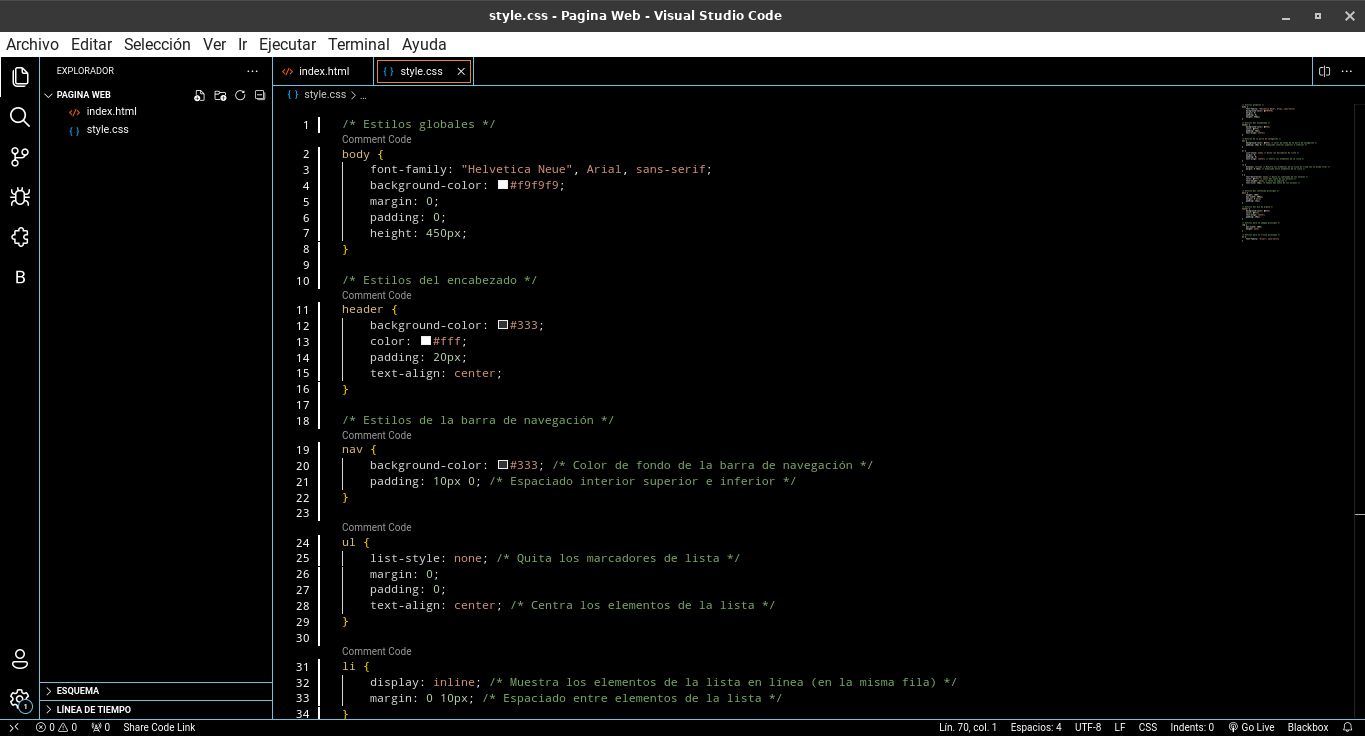 style.css - Pagina Web - Visual Studio Code
Archivo Editar Selección Ver Ir Ejecutar Terminal Ayuda
EXPLORADOR
PAGINA WEB
index.html
style.css
ESQUEMA
LÍNEA DE TIEMPO
B
1
index.html
style.css
style.css > ...
1 /* Estilos globales */
Comment Code
2 body {
3 font-family: "Helvetica Neue", Arial, sans-serif;
4 background-color: #f9f9f9;
5 margin: 0;
6 padding: 0;
7 height: 450px;
8 }
9
10 /* Estilos del encabezado */
Comment Code
11 header {
12 background-color: #333;
13 color: #fff;
14 padding: 20px;
15 text-align: center;
16 }
17
18 /* Estilos de la barra de navegación */
Comment Code
19 nav {
20 background-color: #333; /* Color de fondo de la barra de navegación */
21 padding: 10px 0; /* Espaciado interior superior e inferior */
22 }
23
Comment Code
24 ul {
25 list-style: none; /* Quita los marcadores de lista */
26 margin: 0;
27 padding: 0;
28 text-align: center; /* Centra los elementos de la lista */
29 }
30
Comment Code
31 li {
32 display: inline; /* Muestra los elementos de la lista en línea (en la misma fila) */
33 margin: 0 10px; /* Espaciado entre elementos de la lista */
34 }
0 0 0 Share Code Link Lín. 70, col. 1 Espacios: 4 UTF-8 LF CSS Indents: 0 Go Live Blackbox